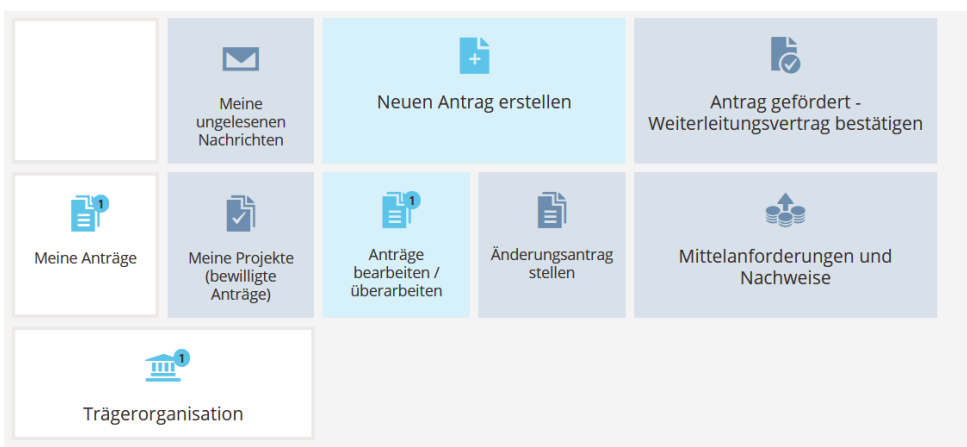 Meine
ungelesenen
Nachrichten
Neuen Antrag erstellen
Antrag gefördert -
Weiterleitungsvertrag bestätigen
1
Meine Anträge
Meine Projekte
(bewilligte
Anträge)
1
Anträge
bearbeiten /
überarbeiten
Änderungsantrag
stellen
Mittelanforderungen und
Nachweise
1
Trägerorganisation